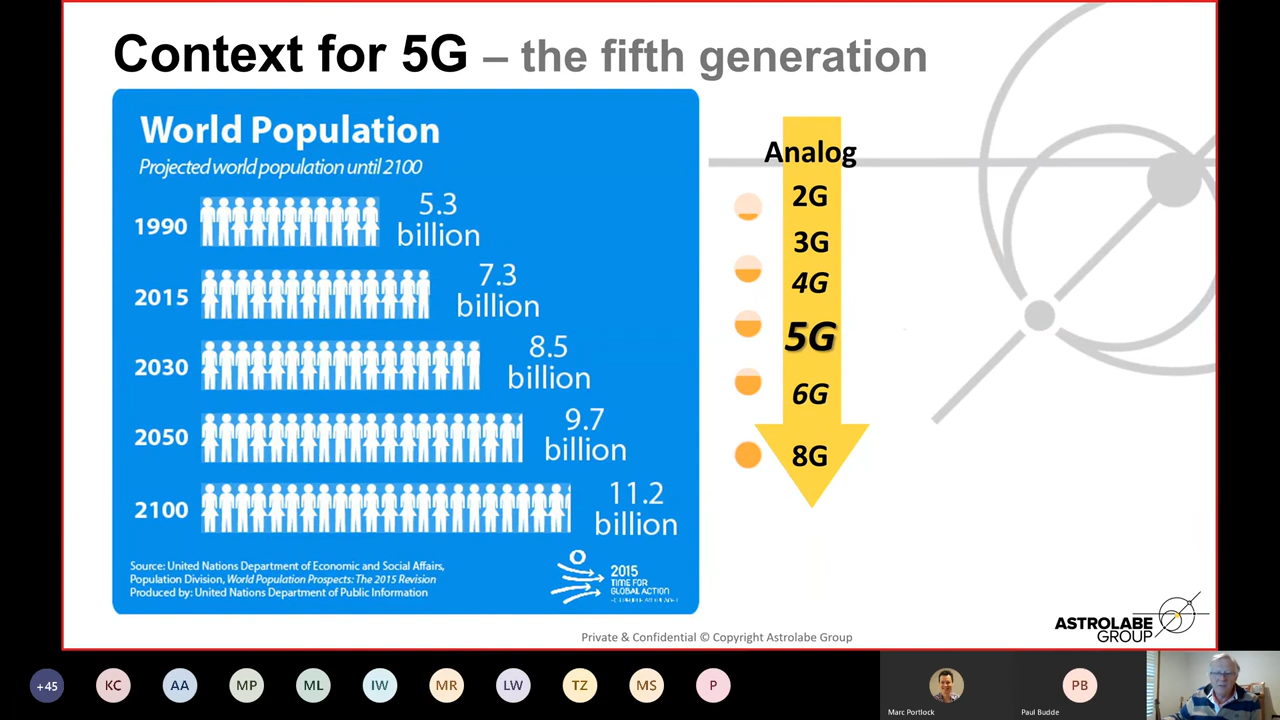 Context for 5G – the fifth generation
World Population
Projected world population until 2100
1990
5.3
billion
2015
7.3
billion
2030
8.5
billion
2050
9.7
billion
2100
11.2
billion
Source: United Nations Department of Economic and Social Affairs,
Population Division, World Population Prospects: The 2015 Revision
Produced by: United Nations Department of Public Information
2015
TIME FOR
GLOBAL ACTION
Analog
2G
3G
4G
5G
6G
8G
Private & Confidential © Copyright Astrolabe Group
ASTROLABE
GROUP
+45
KC
AA
MP
ML
IW
MR
LW
TZ
MS
P
Marc Portlock
PB
Paul Budde